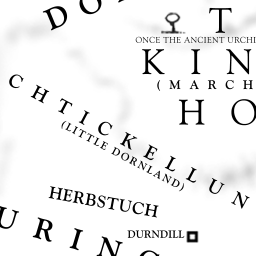 DO
T
ONCE THE ANCIENT URCHI
KIN
(MARCH
HO
CHTICKELLUN
(LITTLE DORNLAND)
HERBSTUCH
URING
DURNDILL